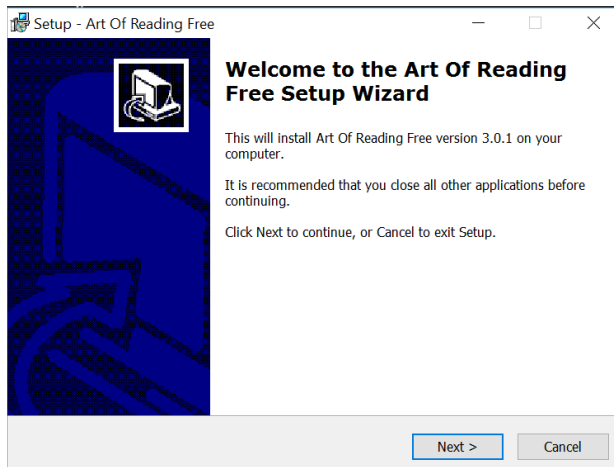 Setup - Art Of Reading Free
Welcome to the Art Of Reading
Free Setup Wizard
This will install Art Of Reading Free version 3.0.1 on your
computer.
It is recommended that you close all other applications before
continuing.
Click Next to continue, or Cancel to exit Setup.
Next >
Cancel